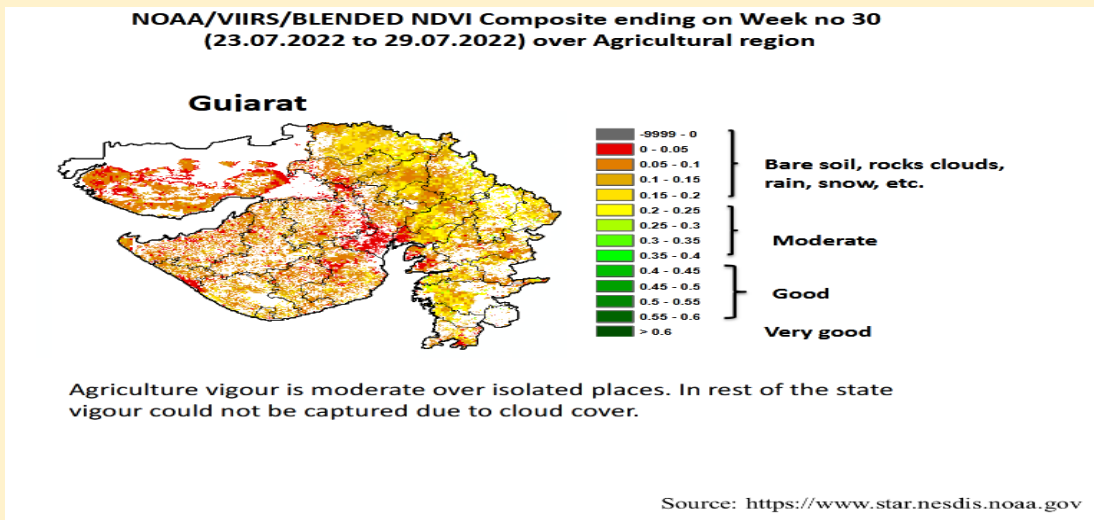 NOAA/VIIRS/BLENDED NDVI Composite ending on Week no 30
(23.07.2022 to 29.07.2022) over Agricultural region
Gujarat
-9999 - 0
0 - 0.05
0.05 - 0.1
0.1 - 0.15
0.15 - 0.2
0.2 - 0.25
0.25 - 0.3
0.3 - 0.35
0.35 - 0.4
0.4 - 0.45
0.45 - 0.5
0.5 - 0.55
0.55 - 0.6
> 0.6
Bare soil, rocks clouds,
rain, snow, etc.
Moderate
Good
Very good
Agriculture vigour is moderate over isolated places. In rest of the state
vigour could not be captured due to cloud cover.
Source: https://www.star.nesdis.noaa.gov